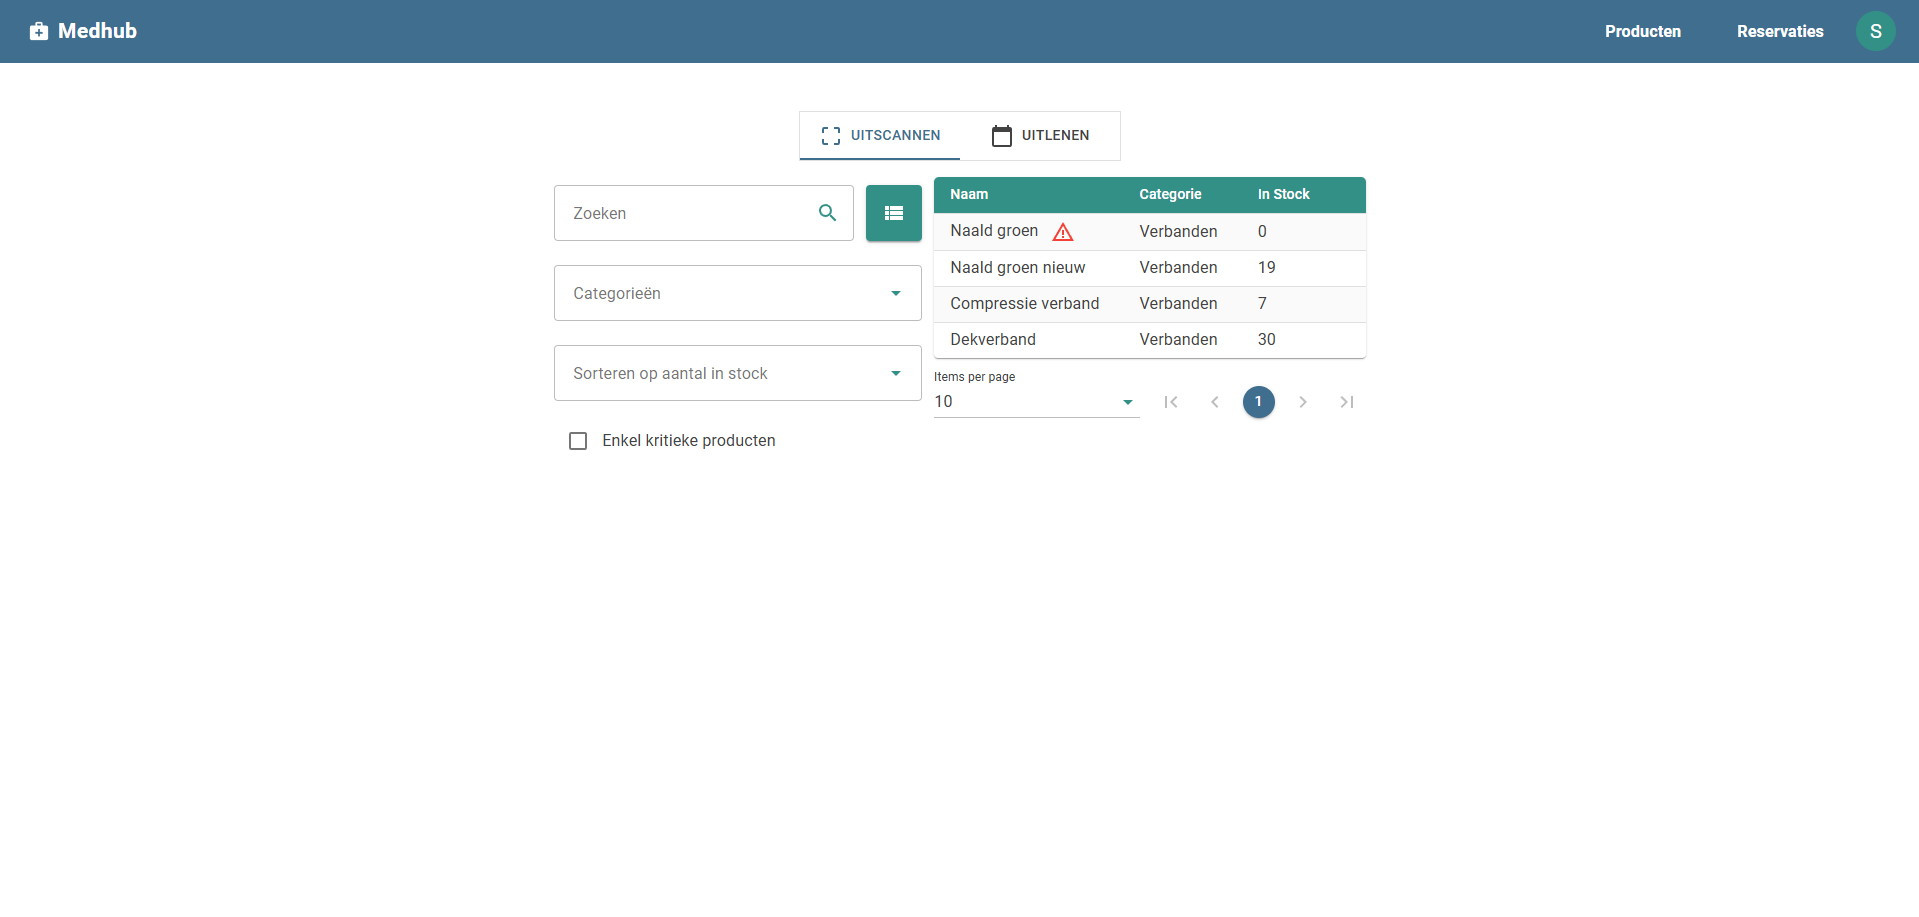 Medhub
Producten
Reservaties
S
UITSCANNEN
UITLENEN
Zoeken
Categorieën
Sorteren op aantal in stock
Enkel kritieke producten
Naam Categorie In Stock
Naald groen Verbanden 0
Naald groen nieuw Verbanden 19
Compressie verband Verbanden 7
Dekverband Verbanden 30
Items per page
10
1